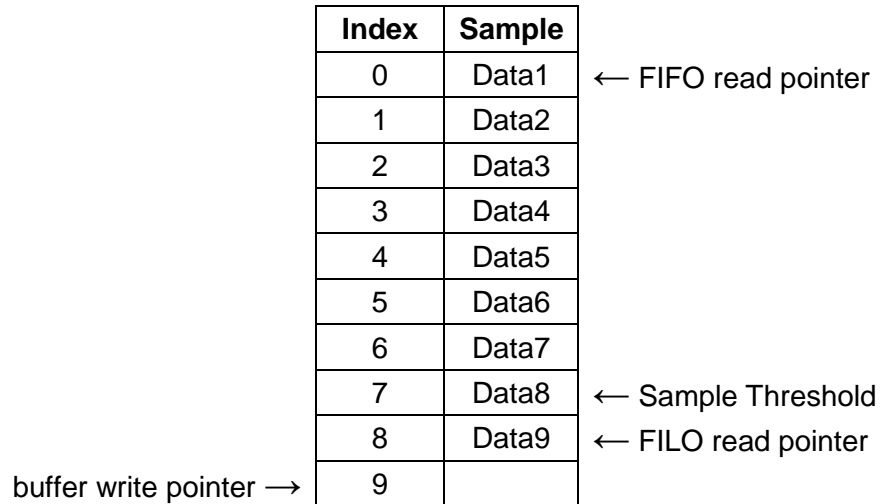 Index Sample
0 Data1 ← FIFO read pointer
1 Data2
2 Data3
3 Data4
4 Data5
5 Data6
6 Data7
7 Data8 ← Sample Threshold
8 Data9 ← FILO read pointer
buffer write pointer → 9